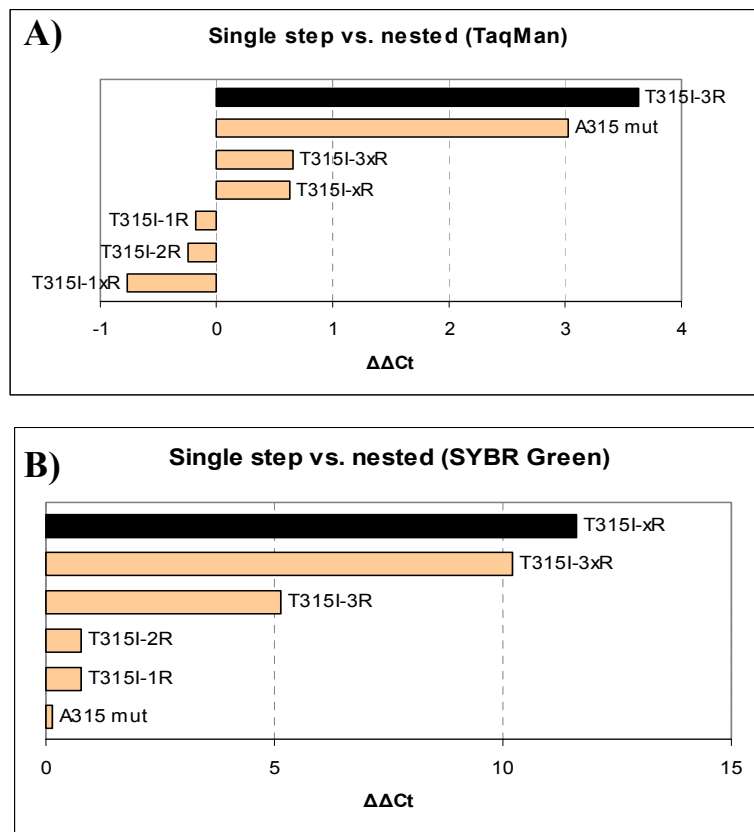 A)
Single step vs. nested (TaqMan)
T315I-3R
A315 mut
T315I-3xR
T315I-xR
T315I-1R
T315I-2R
T315I-1xR
-1 0 1 2 3 4
ΔΔCt
B)
Single step vs. nested (SYBR Green)
T315I-xR
T315I-3xR
T315I-3R
T315I-2R
T315I-1R
A315 mut
0 5 10 15
ΔΔCt